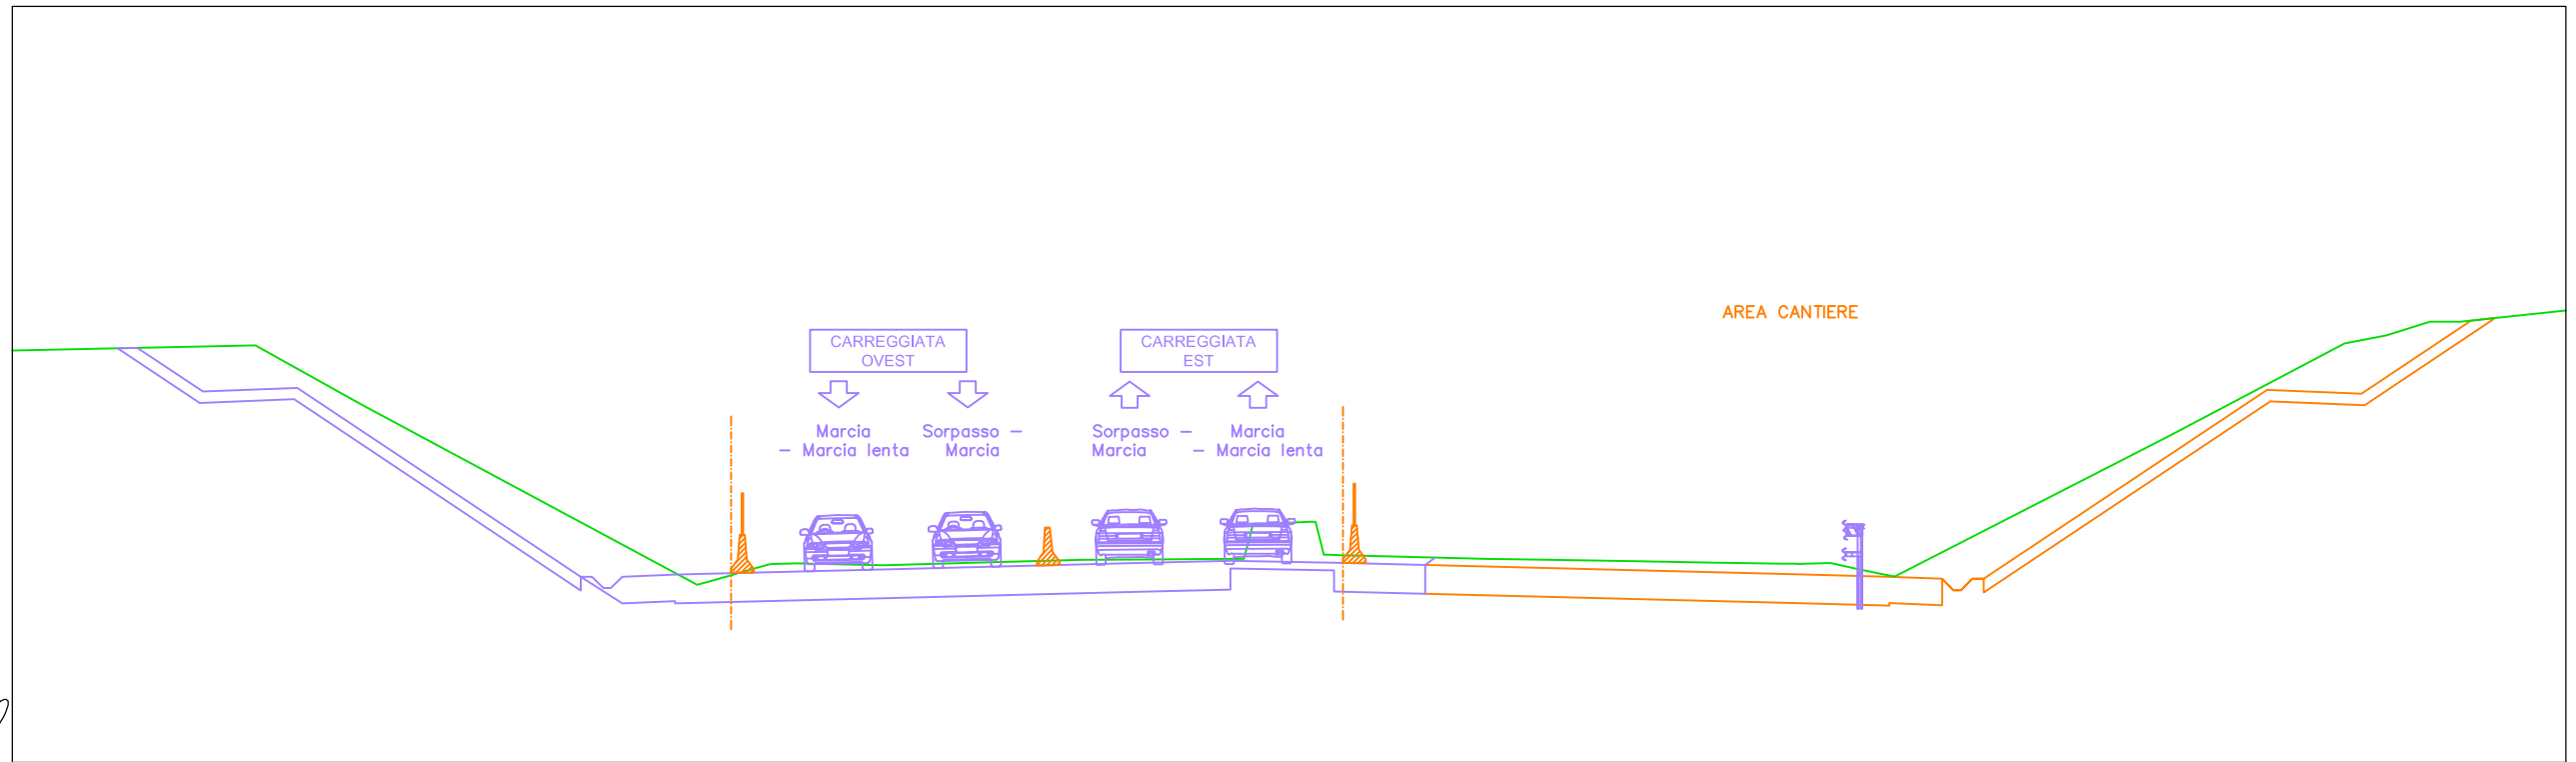 AREA CANTIERE
CARREGGIATA
OVEST
CARREGGIATA
EST
Marcia
– Marcia lenta
Sorpasso –
Marcia
Sorpasso –
Marcia
Marcia
– Marcia lenta